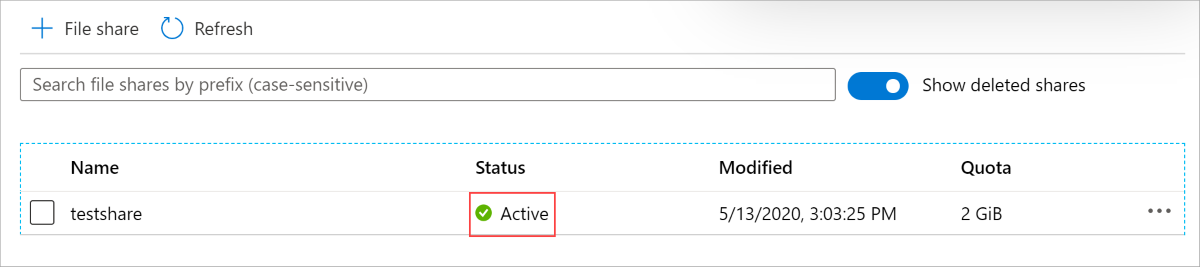 File share Refresh
Search file shares by prefix (case-sensitive) Show deleted shares
Name Status Modified Quota
testshare Active 5/13/2020, 3:03:25 PM 2 GiB